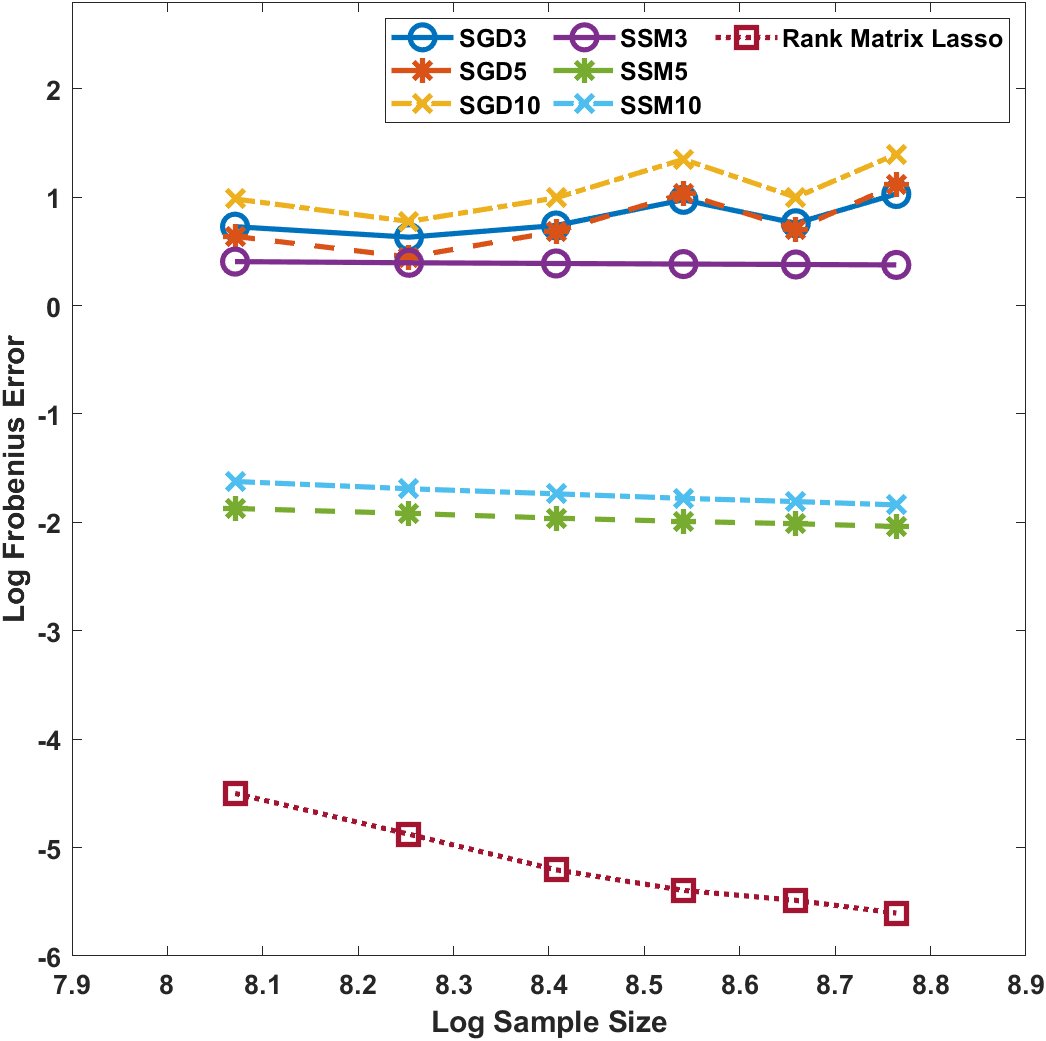 SGD3 SSM3 Rank Matrix Lasso
SGD5 SSM5
SGD10 SSM10
2
1
0
-1
-2
-3
-4
-5
-6
Log Frobenius Error
7.9 8 8.1 8.2 8.3 8.4 8.5 8.6 8.7 8.8 8.9
Log Sample Size